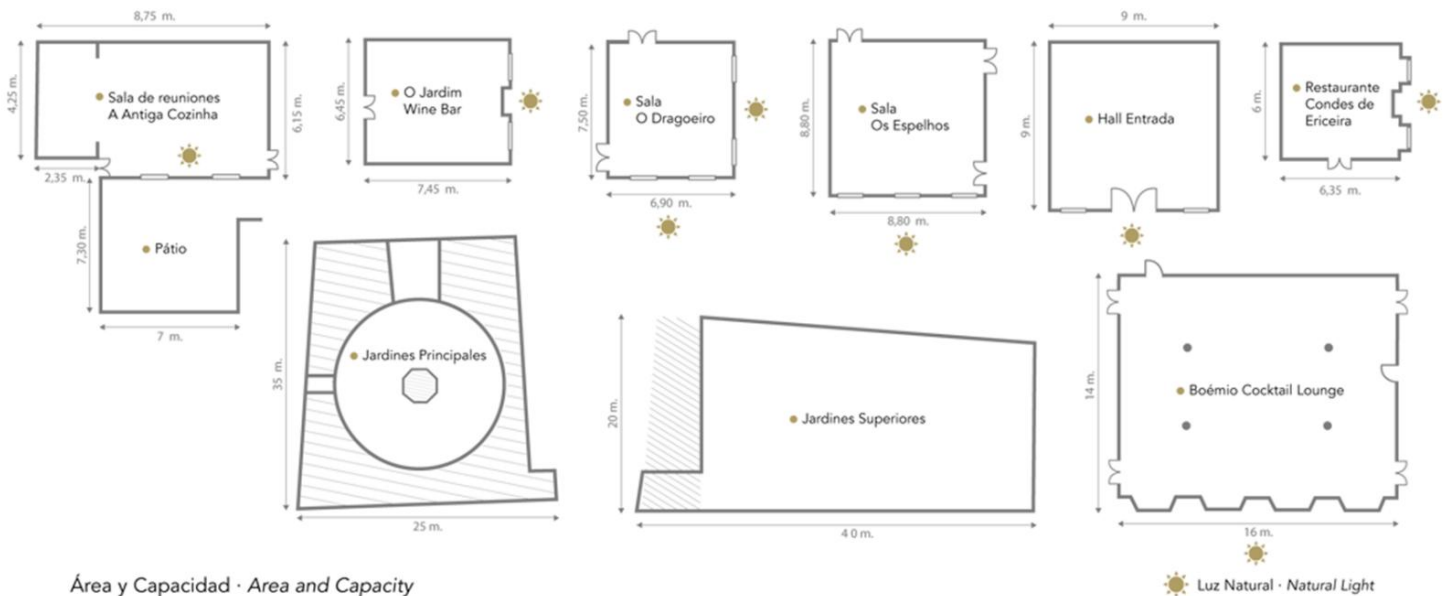 8,75 m.
4,25 m.
Sala de reuniones
A Antiga Cozinha
6,15 m.
2,35 m.
7,30 m.
Pátio
7 m.
6,45 m.
O Jardim
Wine Bar
7,45 m.
7,50 m.
Sala
O Dragoeiro
6,90 m.
8,80 m.
Sala
Os Espelhos
8,80 m.
9 m.
9 m.
Hall Entrada
6 m.
Restaurante
Condes de
Ericeira
6,35 m.
35 m.
Jardines Principales
25 m.
20 m.
Jardines Superiores
40 m.
14 m.
Boémio Cocktail Lounge
16 m.
Área y Capacidad · Area and Capacity
Luz Natural · Natural Light